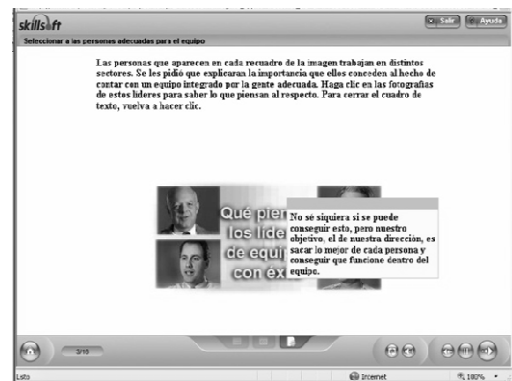 skillsoft
Salir
Ayuda
Seleccionar a las personas adecuadas para el equipo
Las personas que aparecen en cada recuadro de la imagen trabajan en distintos
sectores. Se les pidió que explicaran la importancia que ellos conceden al hecho de
contar con un equipo integrado por la gente adecuada. Haga clic en las fotografías
de estos líderes para saber lo que piensan al respecto. Para cerrar el cuadro de
texto, vuelva a hacer clic.
Qué pien
los líde
de equi
con éx
No sé siquiera si se puede
conseguir esto, pero nuestro
objetivo, el de nuestra dirección, es
sacar lo mejor de cada persona y
conseguir que funcione dentro del
equipo.
3/10
Listo
Internet
100%